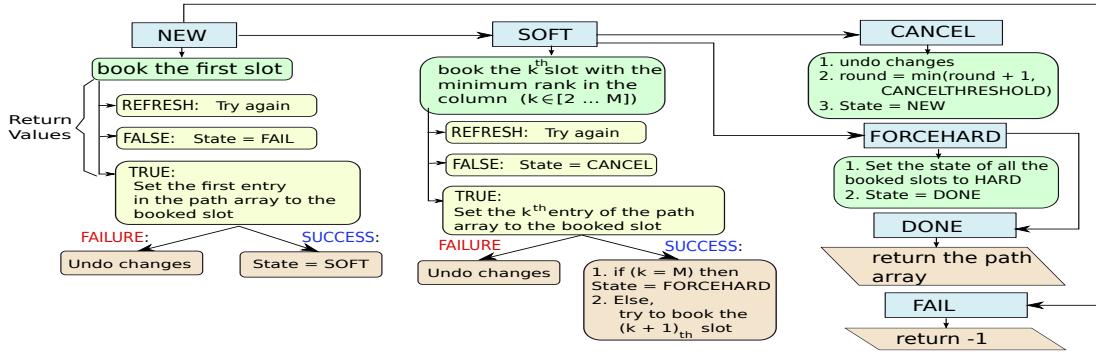 NEW
book the first slot
Return
Values
REFRESH: Try again
FALSE: State = FAIL
TRUE:
Set the first entry
in the path array to the
booked slot
FAILURE:
SUCCESS:
Undo changes
State = SOFT
SOFT
book the k th slot with the
minimum rank in the
column (k∈[2 ... M])
REFRESH: Try again
FALSE: State = CANCEL
TRUE:
Set the k th entry of the path
array to the booked slot
FAILURE
SUCCESS:
Undo changes
1. if (k = M) then
State = FORCEHARD
2. Else,
try to book the
(k + 1) th slot
CANCEL
1. undo changes
2. round = min(round + 1,
CANCELTHRESHOLD)
3. State = NEW
FORCEHARD
1. Set the state of all the
booked slots to HARD
2. State = DONE
DONE
return the path
array
FAIL
return -1